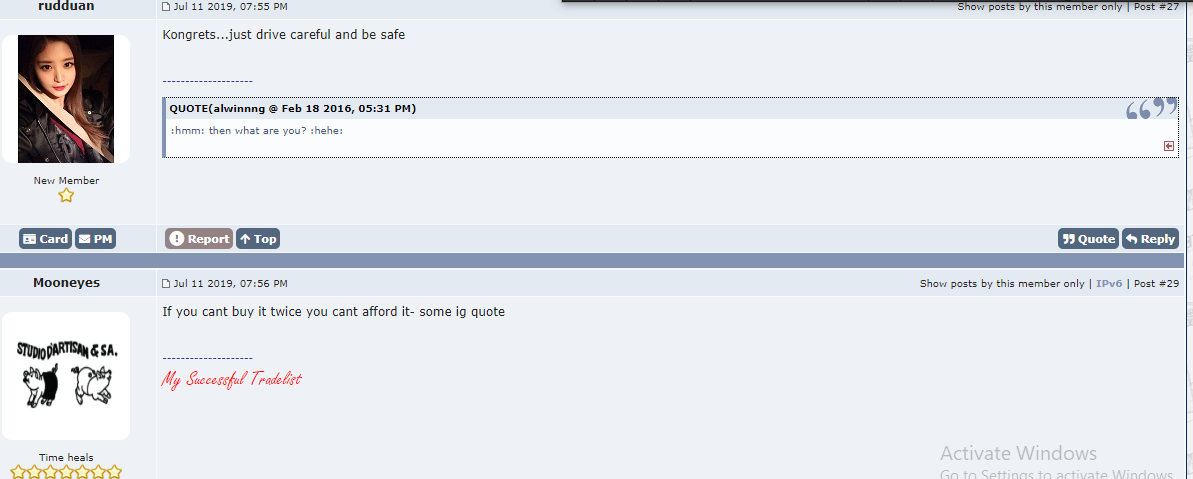 rudduan
Jul 11 2019, 07:55 PM
Show posts by this member only | Post #27
Kongrets...just drive careful and be safe
--------------------
QUOTE(alwinnng @ Feb 18 2016, 05:31 PM)
:hmm: then what are you? :hehe:
New Member
Card PM
Report Top
Quote Reply
Mooneyes
Jul 11 2019, 07:56 PM
Show posts by this member only | IPv6 | Post #29
If you cant buy it twice you cant afford it- some ig quote
STUDIO D'ARTISAN & SA.
--------------------
My Successful Tradelist
Time heals
Activate Windows
Go to Settings to activate Windows